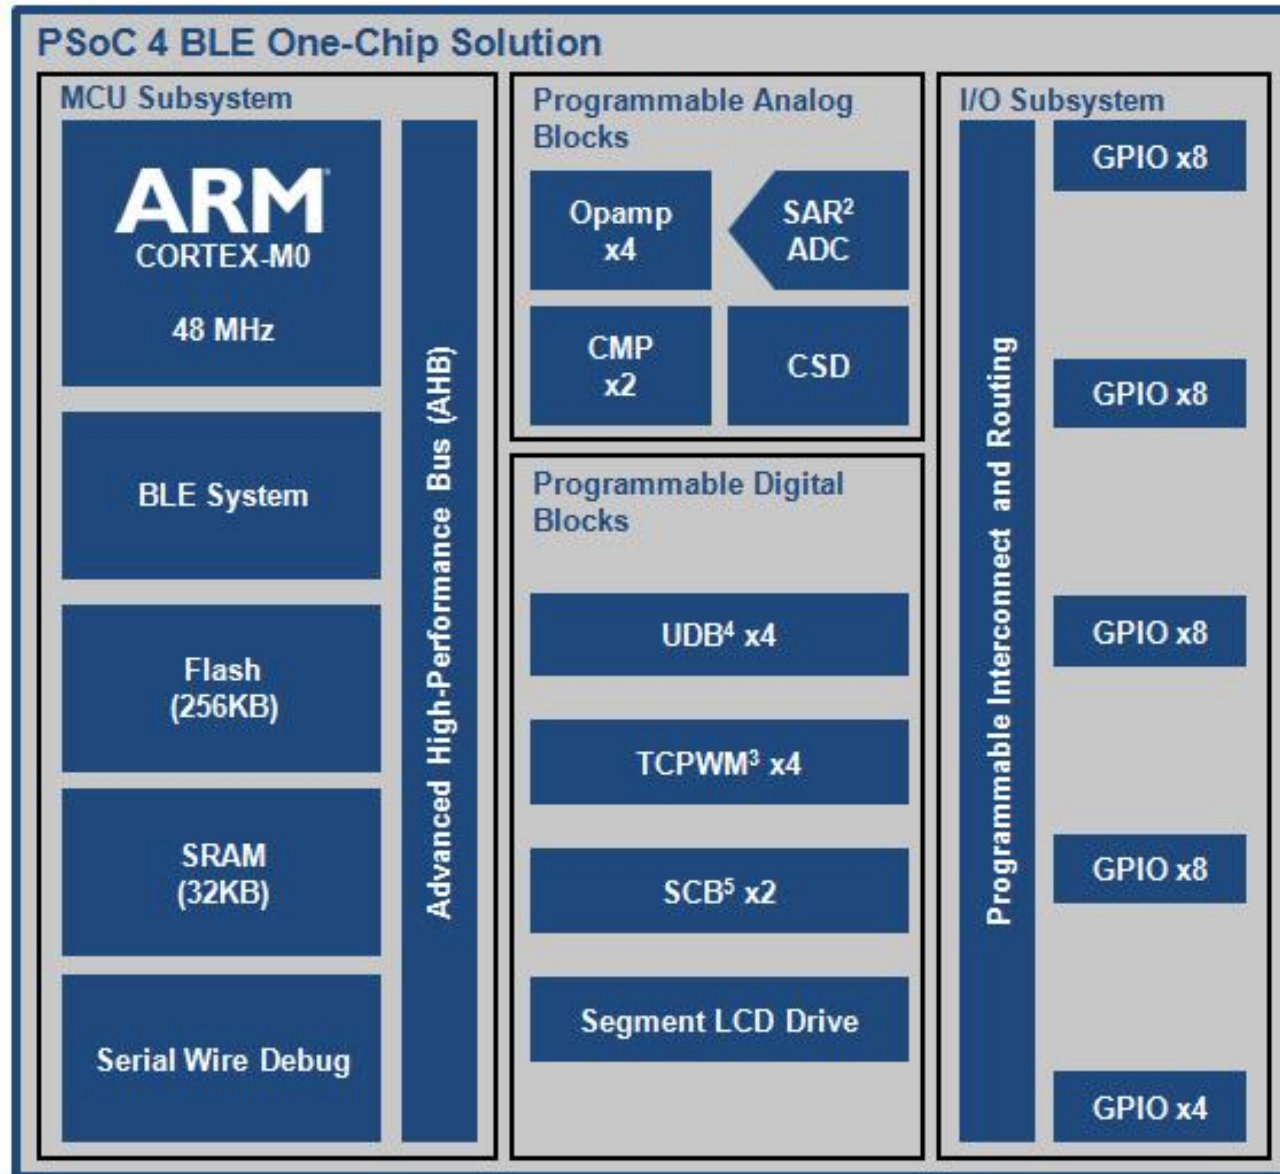 PSoC 4 BLE One-Chip Solution
MCU Subsystem
ARM
CORTEX-M0
48 MHz
BLE System
Flash
(256KB)
SRAM
(32KB)
Serial Wire Debug
Advanced High-Performance Bus (AHB)
Programmable Analog
Blocks
Opamp
x4
SAR²
ADC
CMP
x2
CSD
Programmable Digital
Blocks
UDB⁴ x4
TCPWM³ x4
SCB⁵ x2
Segment LCD Drive
I/O Subsystem
Programmable Interconnect and Routing
GPIO x8
GPIO x8
GPIO x8
GPIO x8
GPIO x4